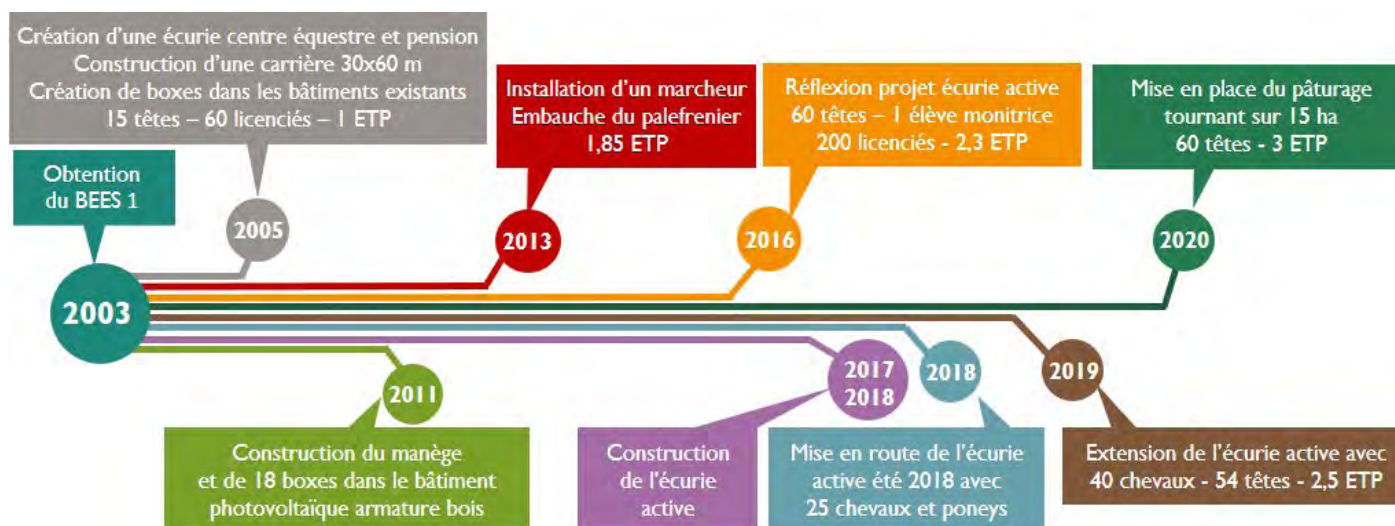 Création d'une écurie centre équestre et pension
Construction d'une carrière 30x60 m
Création de boxes dans les bâtiments existants
15 têtes – 60 licenciés – 1 ETP
Installation d'un marcheur
Embauche du palefrenier
1,85 ETP
Réflexion projet écurie active
60 têtes – 1 élève monitrice
200 licenciés - 2,3 ETP
Mise en place du pâturage
tournant sur 15 ha
60 têtes - 3 ETP
Obtention
du BEES 1
2005
2013
2016
2020
2003
2011
2017
2018
2018
2019
Construction du manège
et de 18 boxes dans le bâtiment
photovoltaïque armature bois
Construction
de l'écurie
active
Mise en route de l'écurie
active été 2018 avec
25 chevaux et poneys
Extension de l'écurie active avec
40 chevaux - 54 têtes - 2,5 ETP